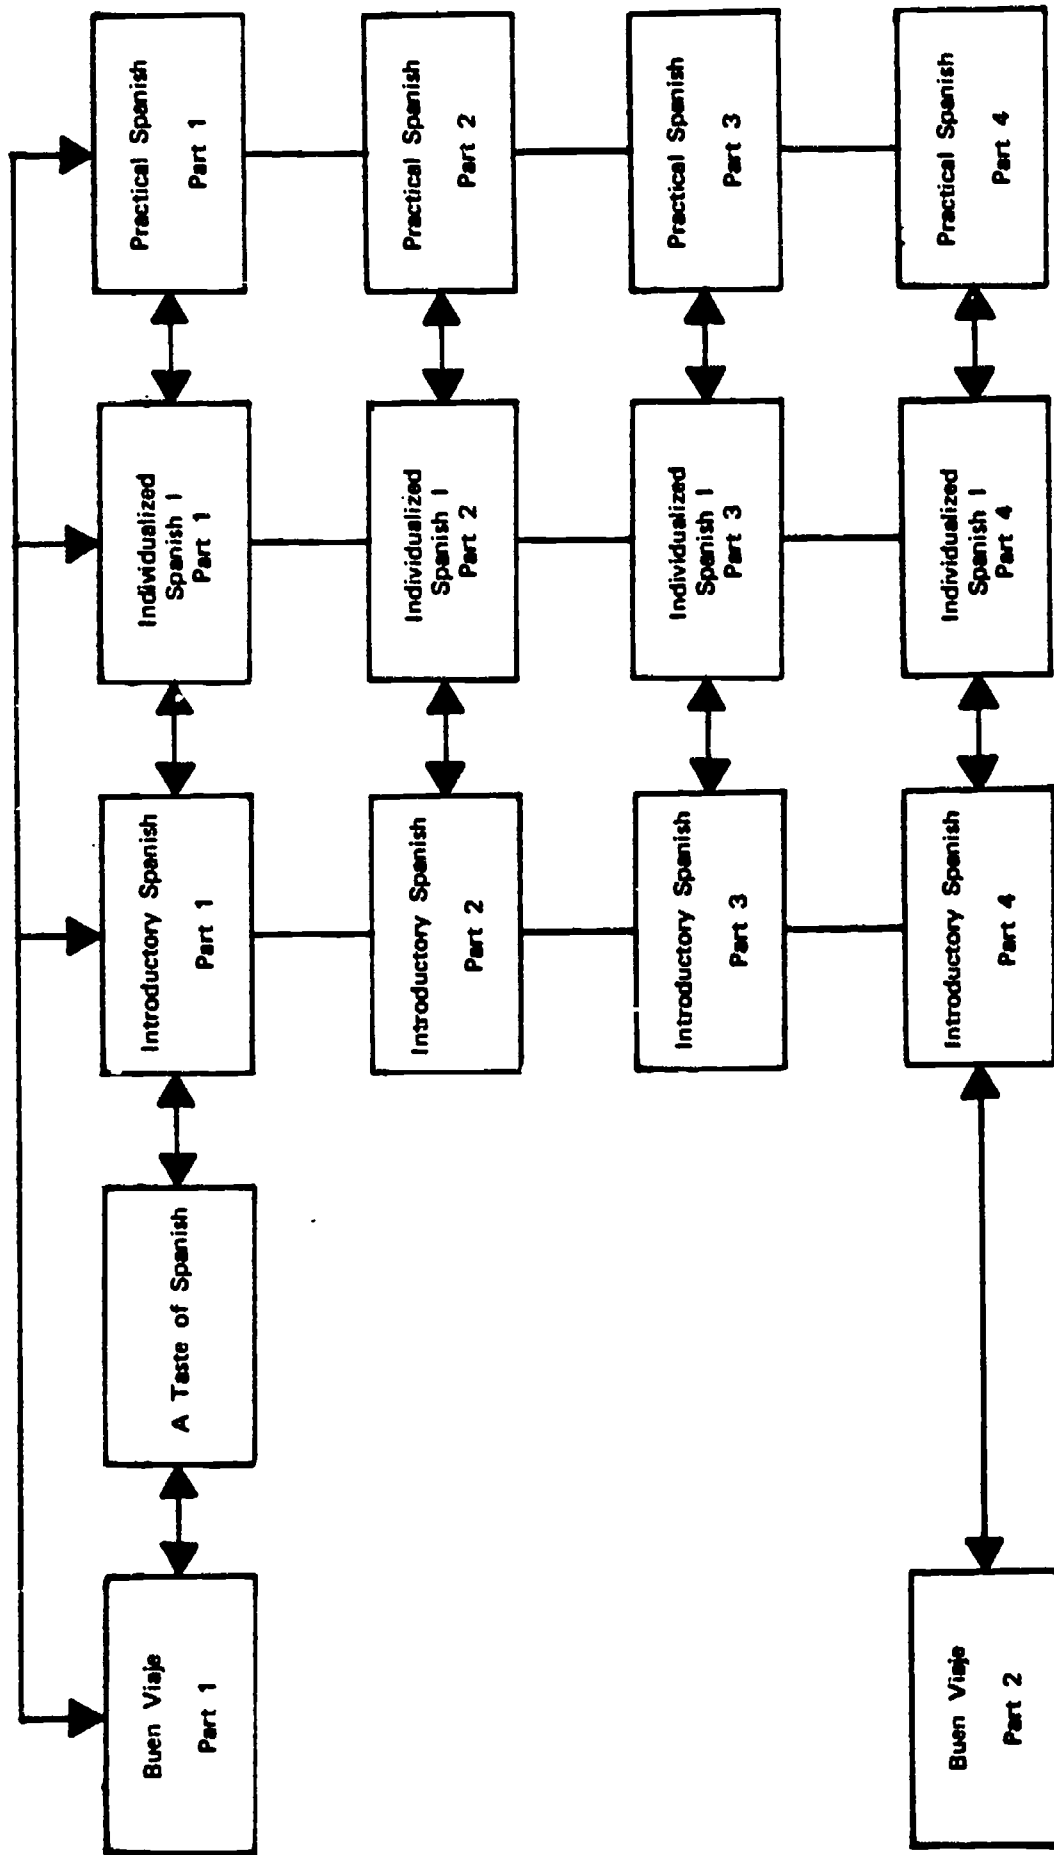 Buen Viaje
Part 1
A Taste of Spanish
Introductory Spanish
Part 1
Individualized
Spanish I
Part 1
Practical Spanish
Part 1
Introductory Spanish
Part 2
Individualized
Spanish I
Part 2
Practical Spanish
Part 2
Introductory Spanish
Part 3
Individualized
Spanish I
Part 3
Practical Spanish
Part 3
Buen Viaje
Part 2
Introductory Spanish
Part 4
Individualized
Spanish I
Part 4
Practical Spanish
Part 4